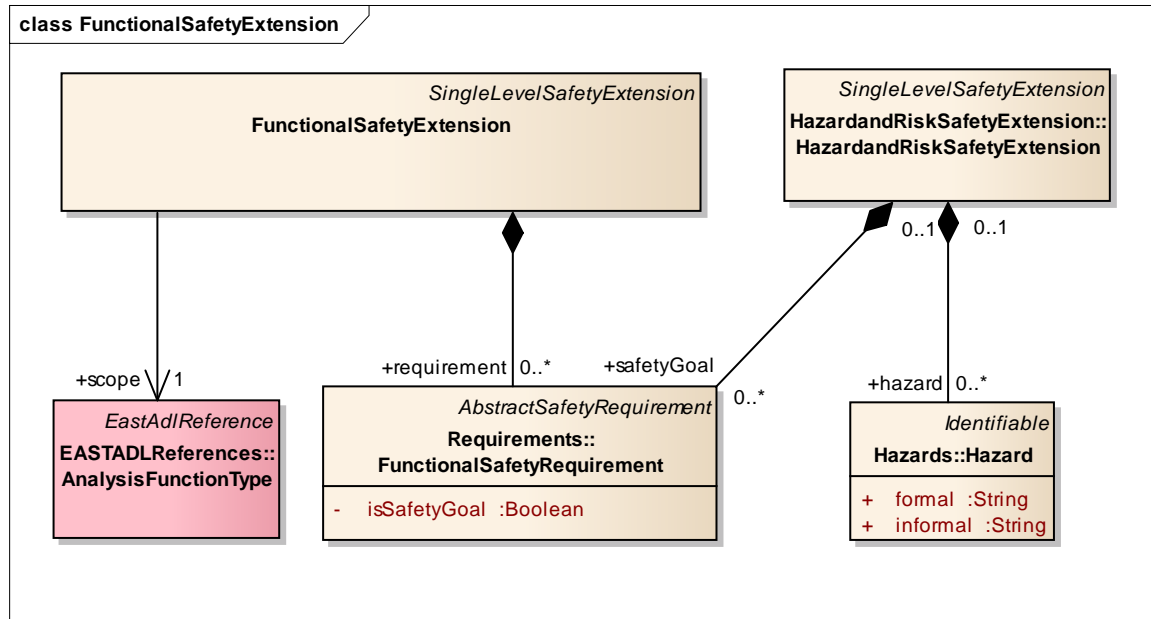 class FunctionalSafetyExtension
SingleLevelSafetyExtension
FunctionalSafetyExtension
SingleLevelSafetyExtension
HazardandRiskSafetyExtension::
HazardandRiskSafetyExtension
0..1
0..1
+scope
1
+requirement
0..*
+safetyGoal
0..*
+hazard
0..*
EastAdlReference
EASTADLReferences::
AnalysisFunctionType
AbstractSafetyRequirement
Requirements::
FunctionalSafetyRequirement
- isSafetyGoal :Boolean
Identifiable
Hazards::Hazard
+ formal :String
+ informal :String